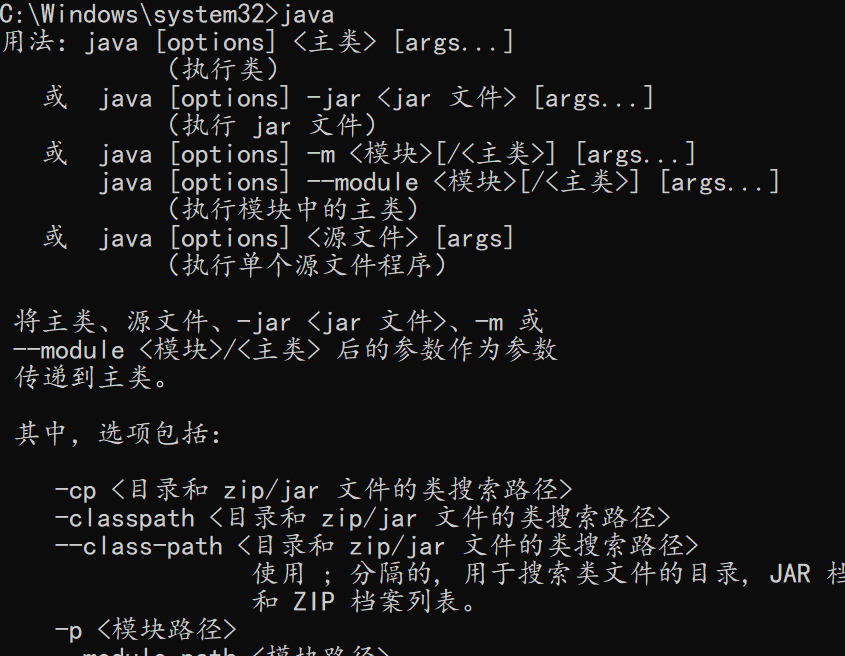 C:\Windows\system32>java
用法：java [options] <主类> [args...]
（执行类）
或 java [options] -jar <jar 文件> [args...]
（执行 jar 文件）
或 java [options] -m <模块>[/<主类>] [args...]
java [options] --module <模块>[/<主类>] [args...]
（执行模块中的主类）
或 java [options] <源文件> [args]
（执行单个源文件程序）
将主类、源文件、-jar <jar 文件>、-m 或
--module <模块>/<主类> 后的参数作为参数
传递到主类。
其中，选项包括：
-cp <目录和 zip/jar 文件的类搜索路径>
-classpath <目录和 zip/jar 文件的类搜索路径>
--class-path <目录和 zip/jar 文件的类搜索路径>
使用 ; 分隔的, 用于搜索类文件的目录, JAR 档
和 ZIP 档案列表。
-p <模块路径>
--module-path <模块路径>